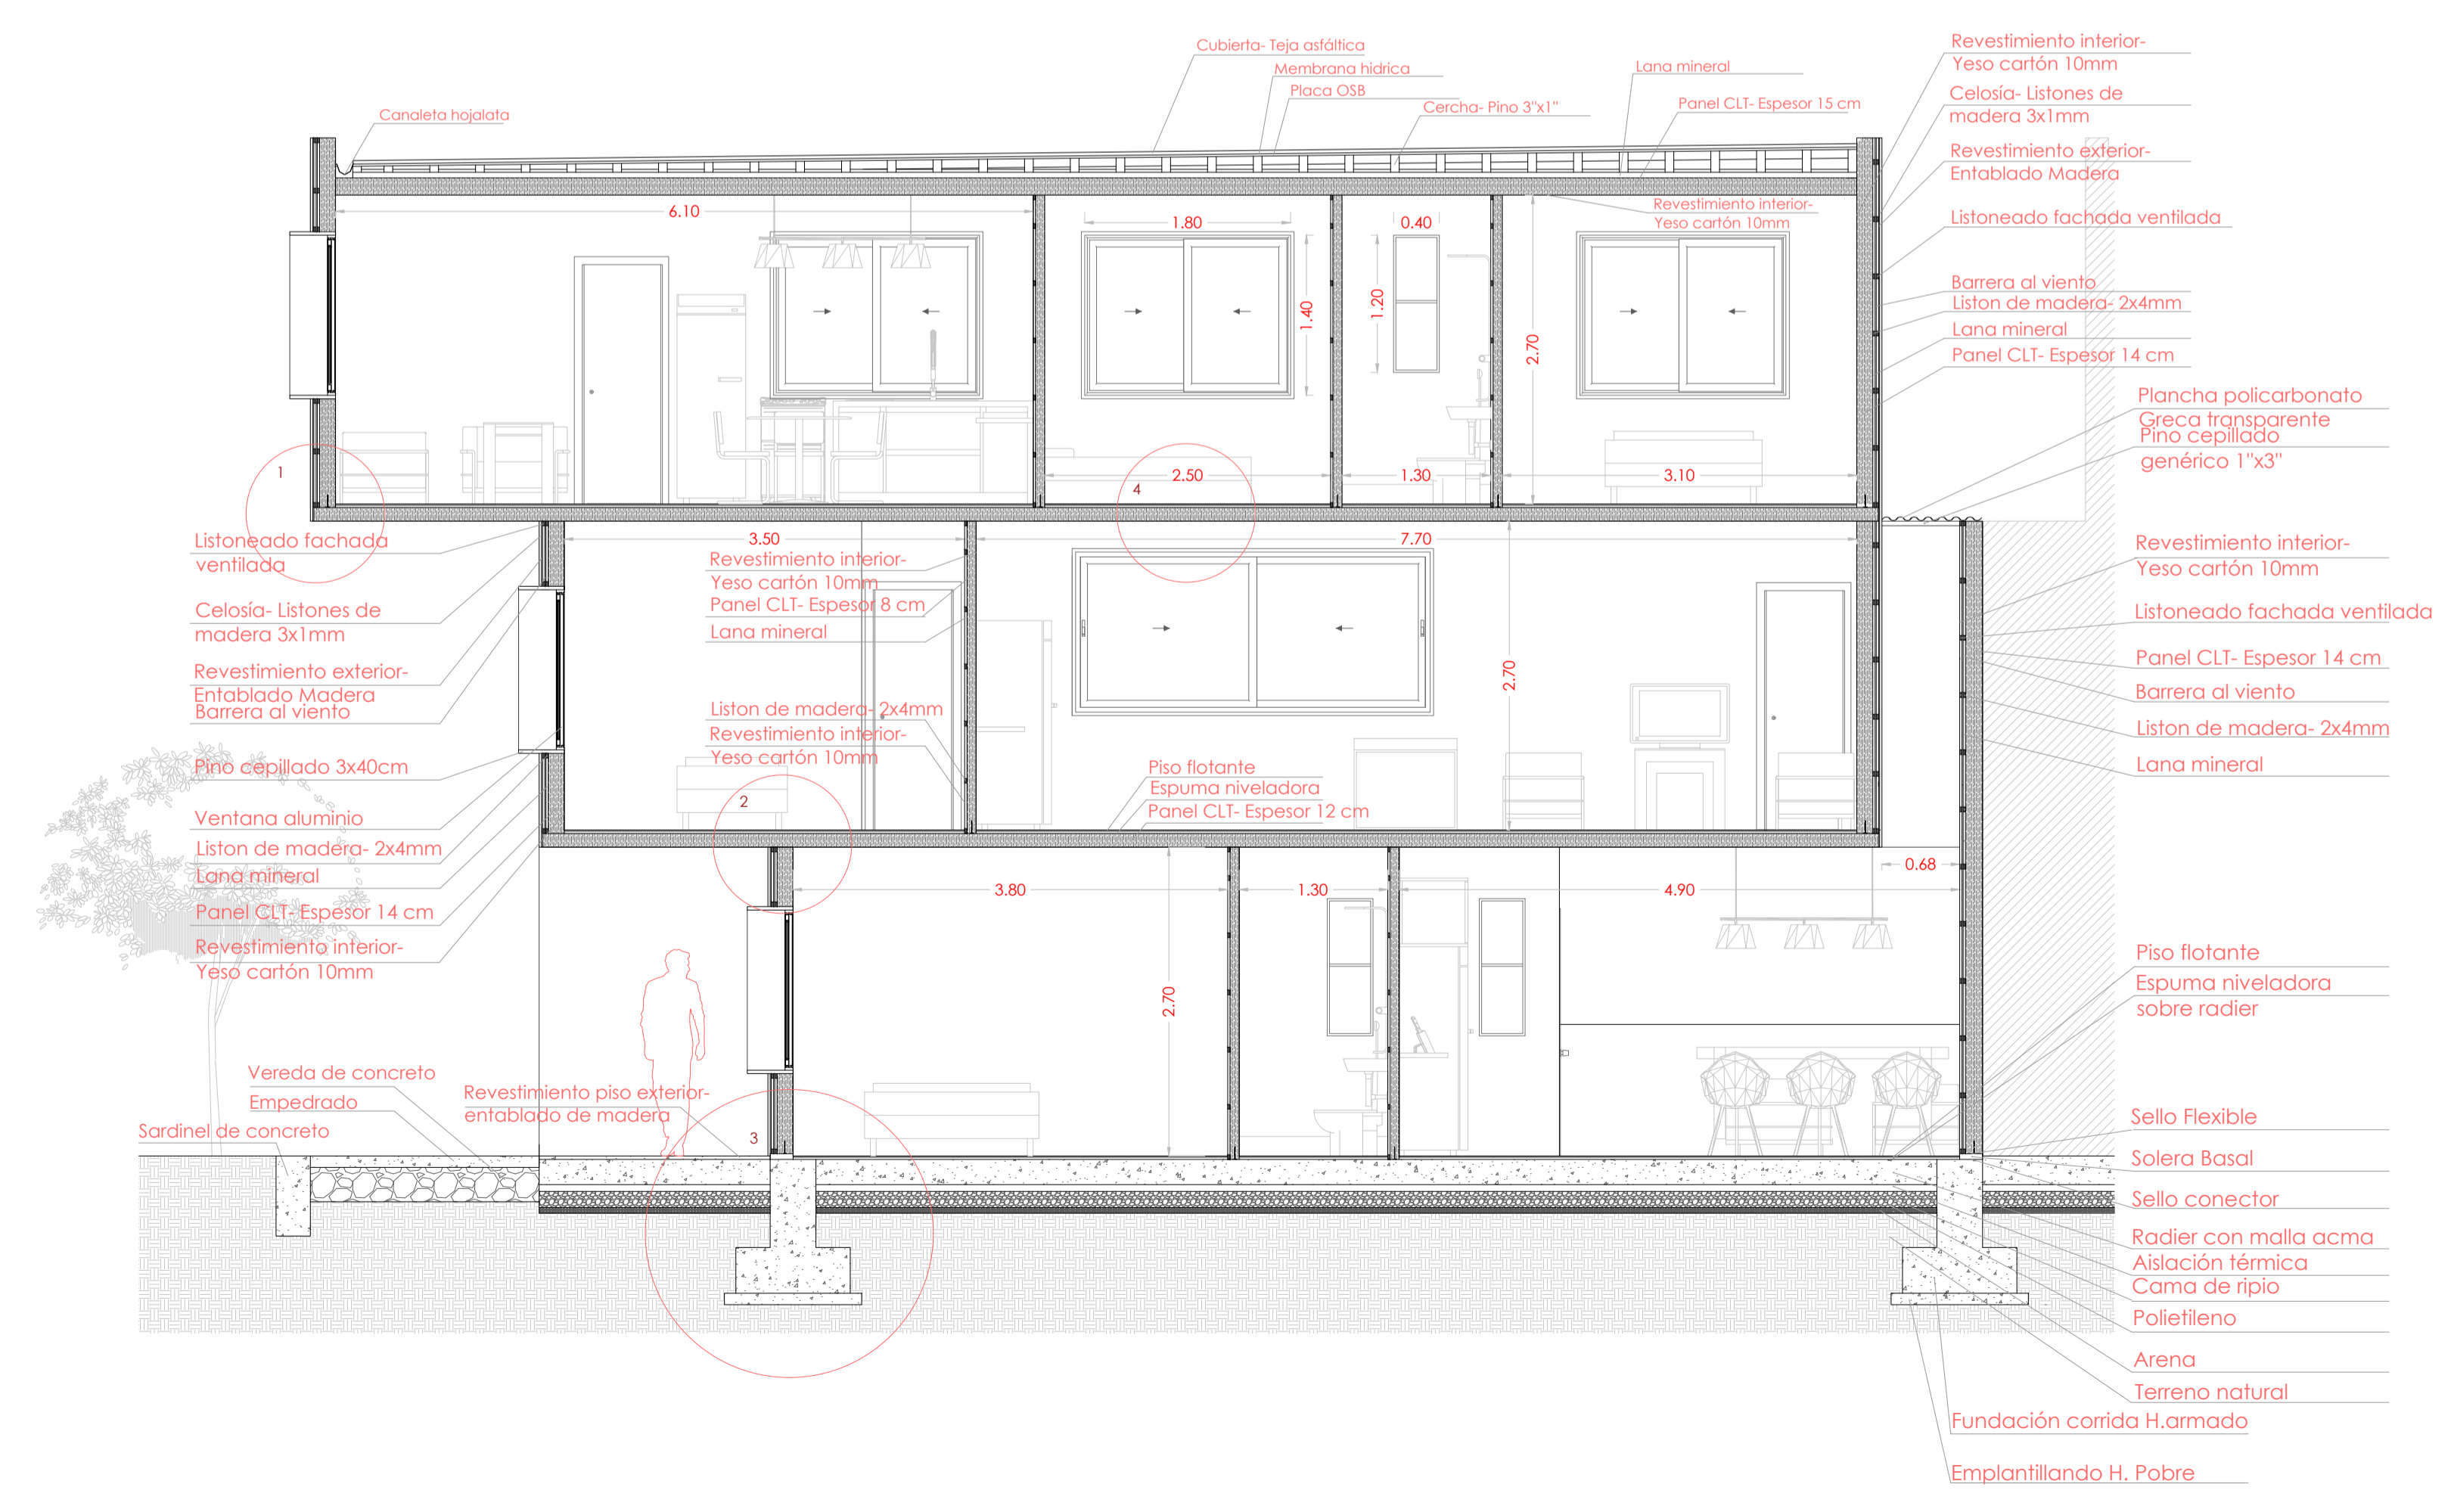 Cubierta- Teja asfáltica
Membrana hidrica
Placa OSB
Cercha- Pino 3"x1"
Lana mineral
Panel CLT- Espesor 15 cm
Canaleta hojalata
Revestimiento interior-
Yeso cartón 10mm
Celosía- Listones de
madera 3x1mm
Revestimiento exterior-
Entablado Madera
Listoneado fachada ventilada
Barrera al viento
Liston de madera- 2x4mm
Lana mineral
Panel CLT- Espesor 14 cm
Plancha policarbonato
Greca transparente
Pino cepillado
genérico 1"x3"
6.10
1.80
0.40
Revestimiento interior-
Yeso cartón 10mm
1.40
1.20
2.70
1
2.50
4
1.30
3.10
Listoneado fachada
ventilada
Celosía- Listones de
madera 3x1mm
Revestimiento exterior-
Entablado Madera
Barrera al viento
Pino cepillado 3x40cm
Ventana aluminio
Liston de madera- 2x4mm
Lana mineral
Panel CLT- Espesor 14 cm
Revestimiento interior-
Yeso cartón 10mm
3.50
7.70
Revestimiento interior-
Yeso cartón 10mm
Panel CLT- Espesor 8 cm
Lana mineral
Liston de madera- 2x4mm
Revestimiento interior-
Yeso cartón 10mm
2
2.70
Piso flotante
Espuma niveladora
Panel CLT- Espesor 12 cm
Revestimiento interior-
Yeso cartón 10mm
Listoneado fachada ventilada
Panel CLT- Espesor 14 cm
Barrera al viento
Liston de madera- 2x4mm
Lana mineral
3.80
1.30
4.90
0.68
2.70
Piso flotante
Espuma niveladora
sobre radier
Vereda de concreto
Empedrado
Sardinel de concreto
Revestimiento piso exterior-
entablado de madera
3
Sello Flexible
Solera Basal
Sello conector
Radier con malla acma
Aislación térmica
Cama de ripio
Polietileno
Arena
Terreno natural
Fundación corrida H.armado
Emplantillando H. Pobre